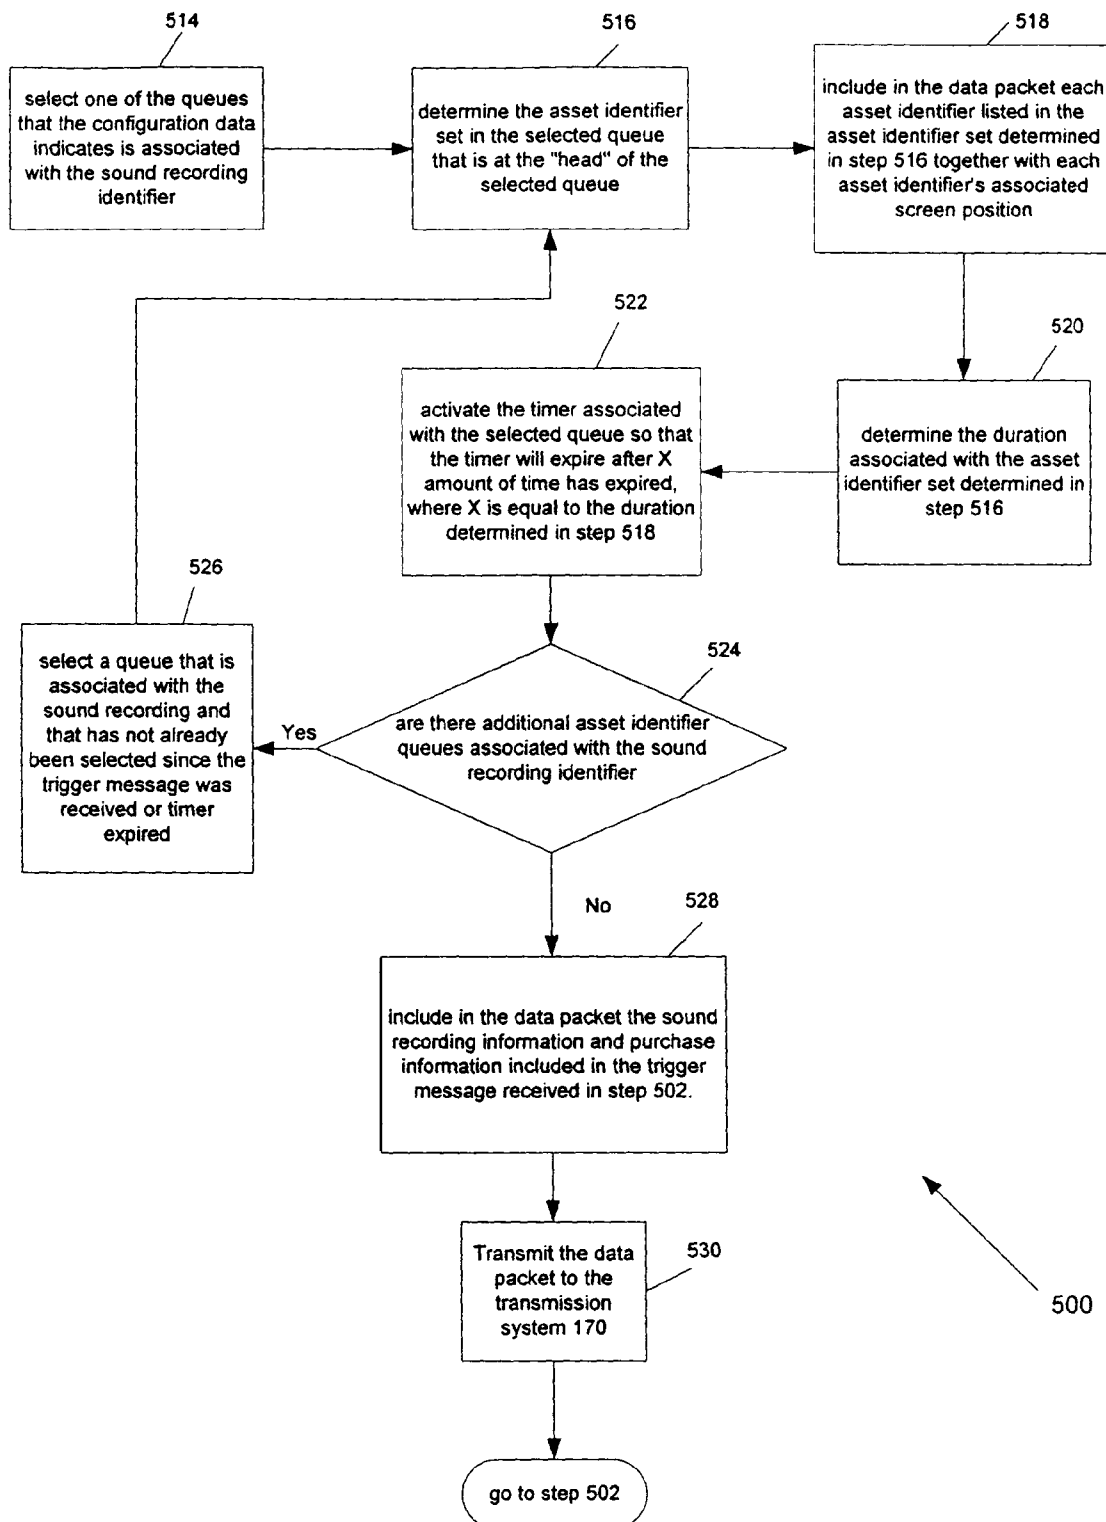 514
select one of the queues
that the configuration data
indicates is associated
with the sound recording
identifier
516
determine the asset identifier
set in the selected queue
that is at the "head" of the
selected queue
518
include in the data packet each
asset identifier listed in the
asset identifier set determined
in step 516 together with each
asset identifier's associated
screen position
520
determine the duration
associated with the asset
identifier set determined in
step 516
522
activate the timer associated
with the selected queue so that
the timer will expire after X
amount of time has expired,
where X is equal to the duration
determined in step 518
524
are there additional asset identifier
queues associated with the sound
recording identifier
Yes
526
select a queue that is
associated with the
sound recording and
that has not already
been selected since the
trigger message was
received or timer
expired
No
528
include in the data packet the sound
recording information and purchase
information included in the trigger
message received in step 502.
530
Transmit the data
packet to the
transmission
system 170
500
go to step 502